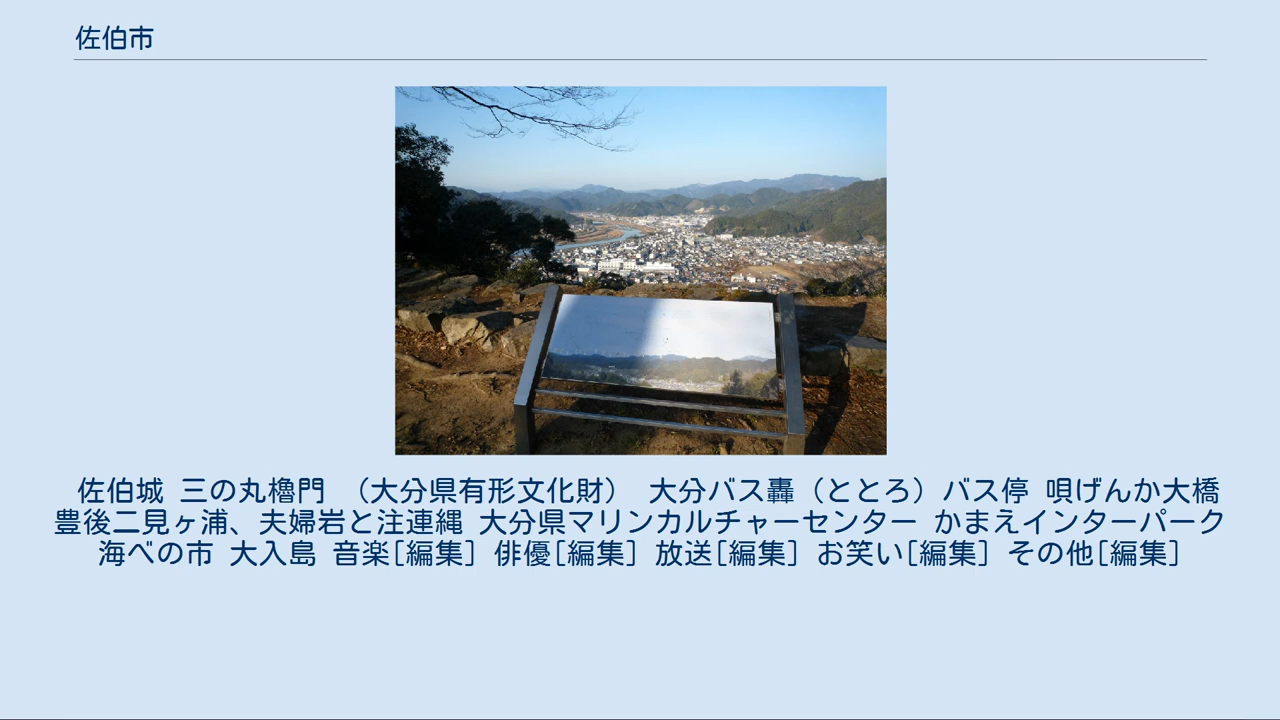 佐伯市
佐伯城 三の丸櫓門 (大分県有形文化財) 大分バス轟(ととろ)バス停 唄げんか大橋
豊後二見ヶ浦、夫婦岩と注連縄 大分県マリンカルチャーセンター かまえインターパーク
海べの市 大入島 音楽[編集] 俳優[編集] 放送[編集] お笑い[編集] その他[編集]